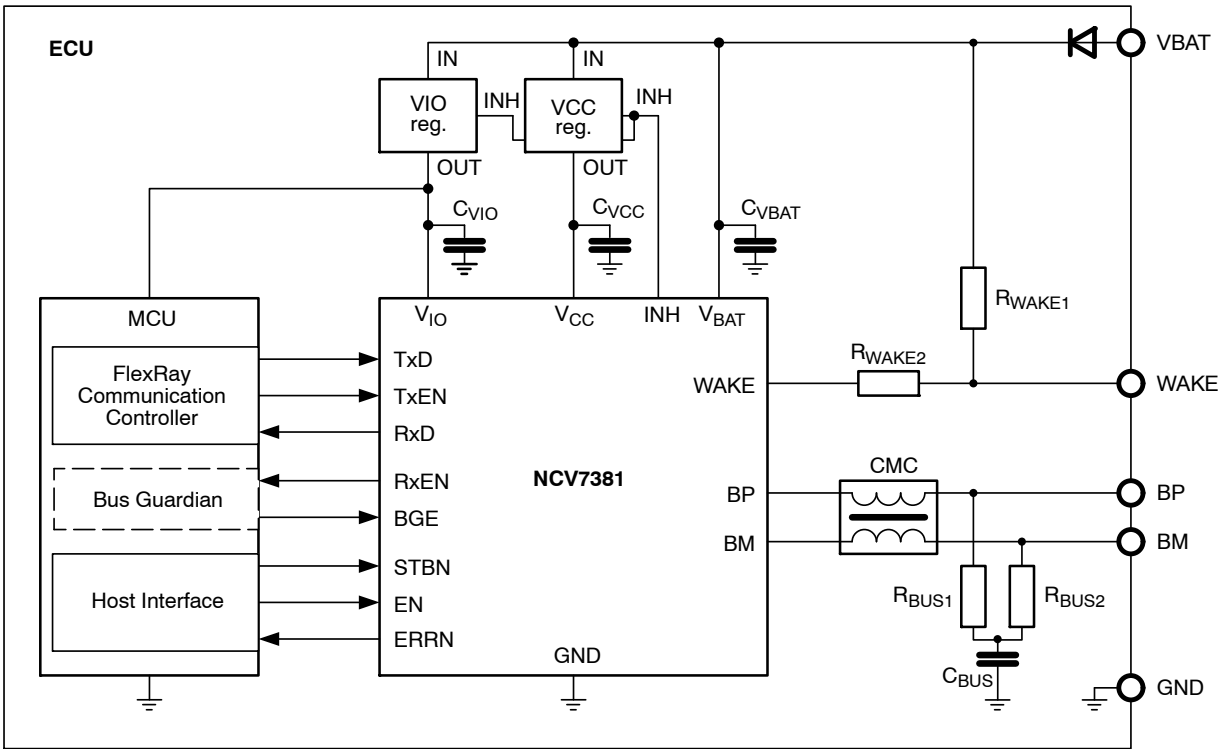 ECU
VBAT
IN
IN
VIO
reg.
INH
VCC
reg.
INH
OUT
OUT
CVIO
CVCC
CVBAT
RWAKE1
MCU
VIO
VCC
INH
VBAT
FlexRay
Communication
Controller
TxD
TxEN
RxD
WAKE
RWAKE2
WAKE
Bus Guardian
RxEN
BGE
NCV7381
CMC
BP
BP
BM
BM
Host Interface
STBN
EN
ERRN
RBUS1
RBUS2
GND
CBUS
GND